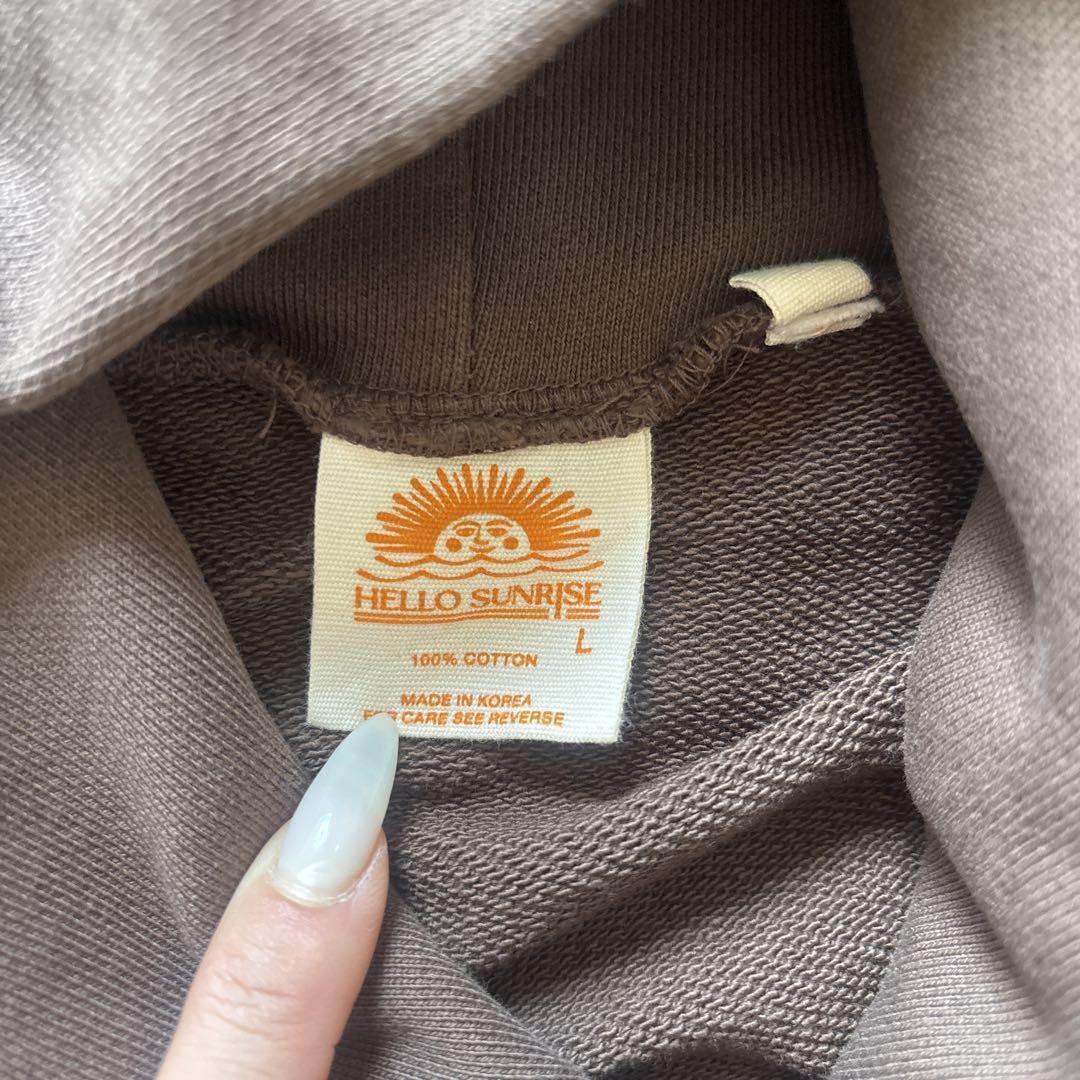 HELLO SUNRISE
L
100% COTTON
MADE IN KOREA
FOR CARE SEE REVERSE